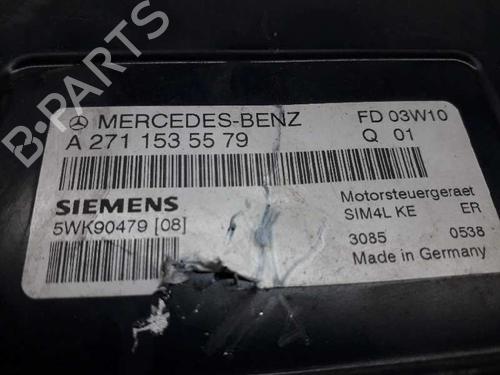 B-PARTS
MERCEDES-BENZ FD 03W10
A 271 153 55 79 Q 01
SIEMENS Motorsteuergeraet
5WK90479 [08] SIM4L KE ER
3085 0538
Made in Germany
B-PARTS